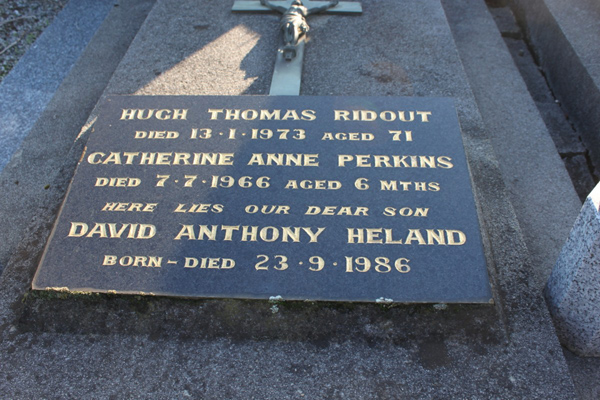 HUGH THOMAS RIDOUT
DIED 13·1·1973 AGED 71
CATHERINE ANNE PERKINS
DIED 7·7·1966 AGED 6 MTHS
HERE LIES OUR DEAR SON
DAVID ANTHONY HELAND
BORN - DIED 23·9·1986